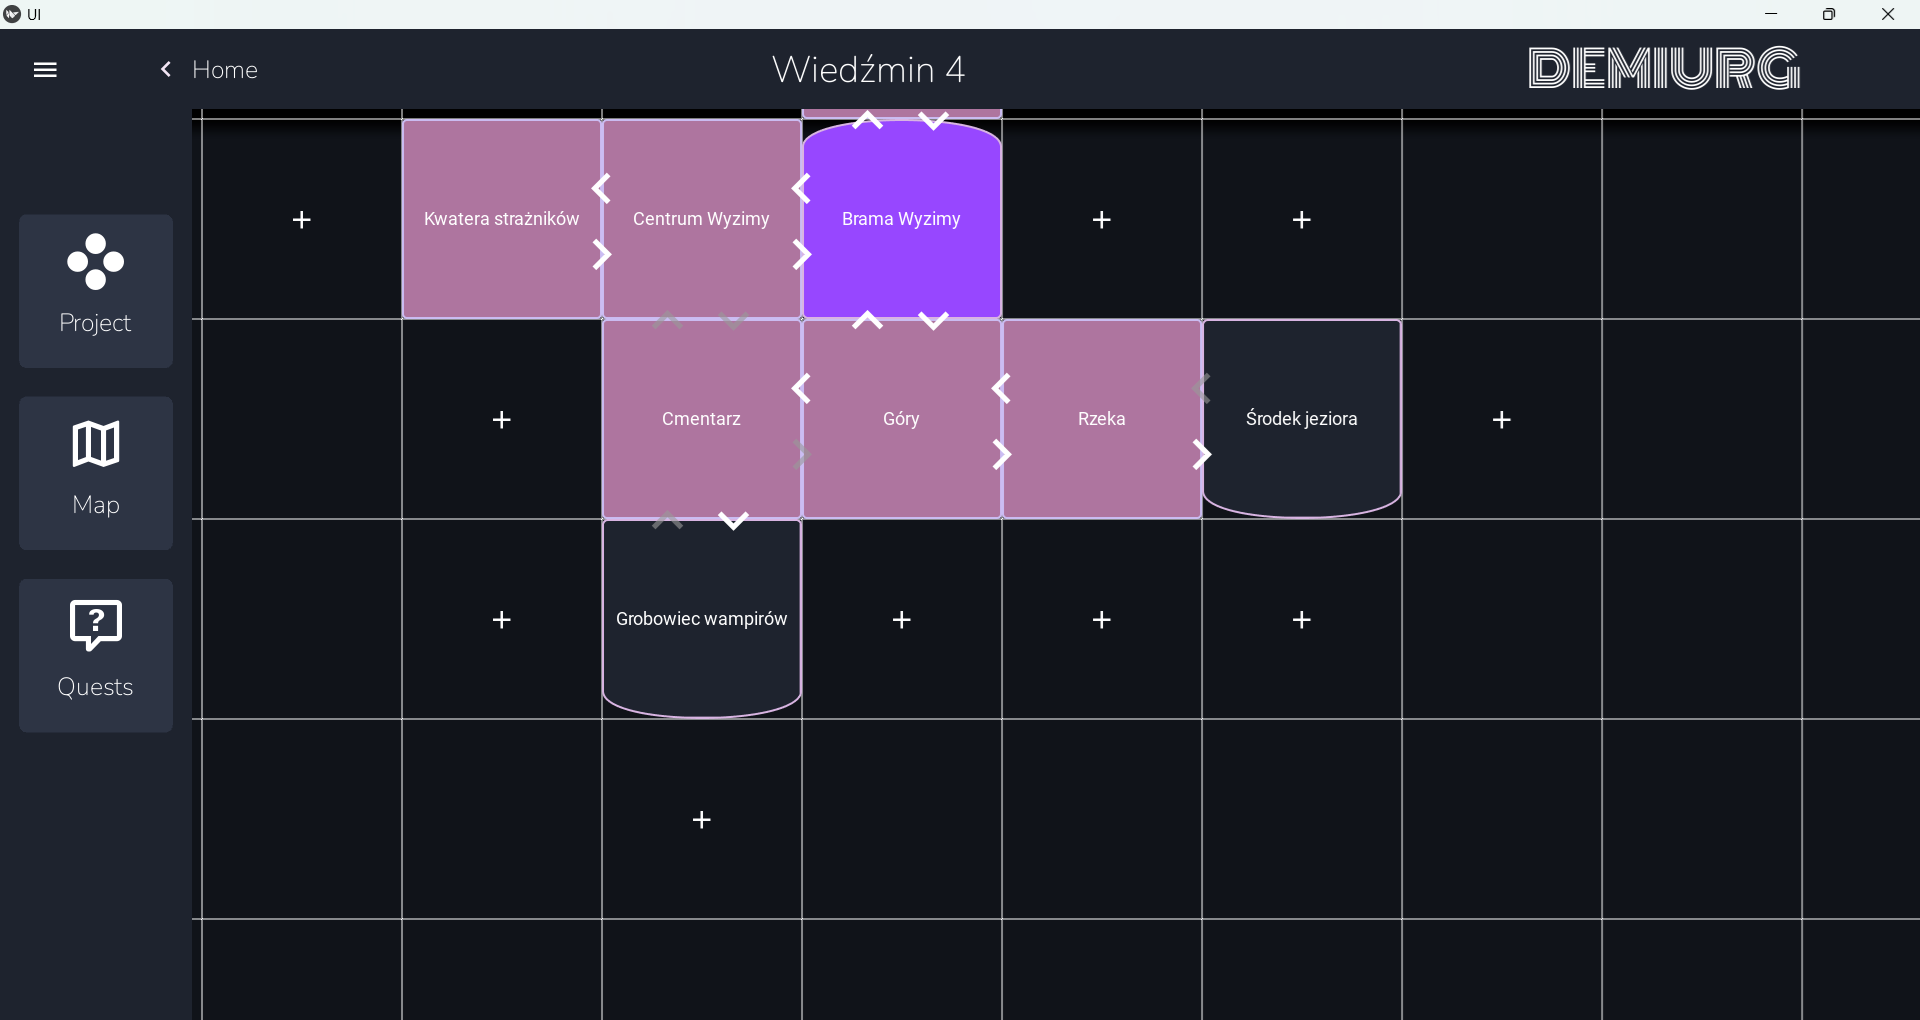 UI
Home
Wiedźmin 4
DEMIURG
Kwatera strażników
Centrum Wyzimy
Brama Wyzimy
Project
Cmentarz
Góry
Rzeka
Środek jeziora
Map
Grobowiec wampirów
Quests